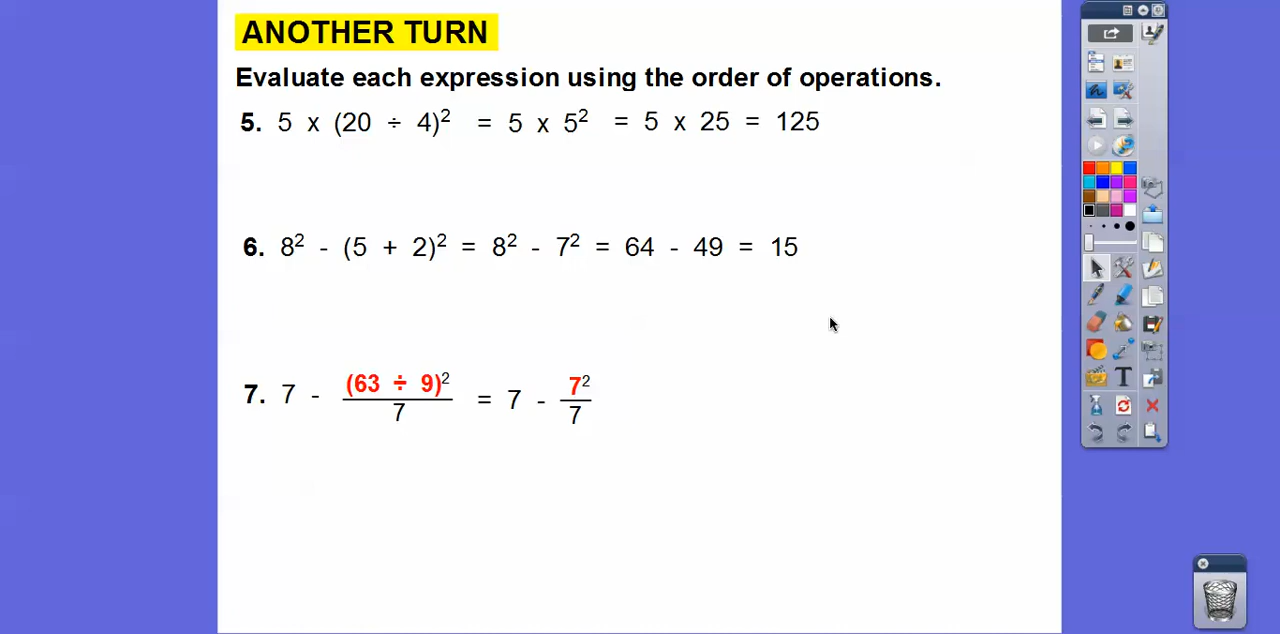 ANOTHER TURN
Evaluate each expression using the order of operations.
5. 5 x (20 ÷ 4)² = 5 x 5² = 5 x 25 = 125
6. 8² - (5 + 2)² = 8² - 7² = 64 - 49 = 15
7. 7 - (63 ÷ 9)²/7 = 7 - 7²/7